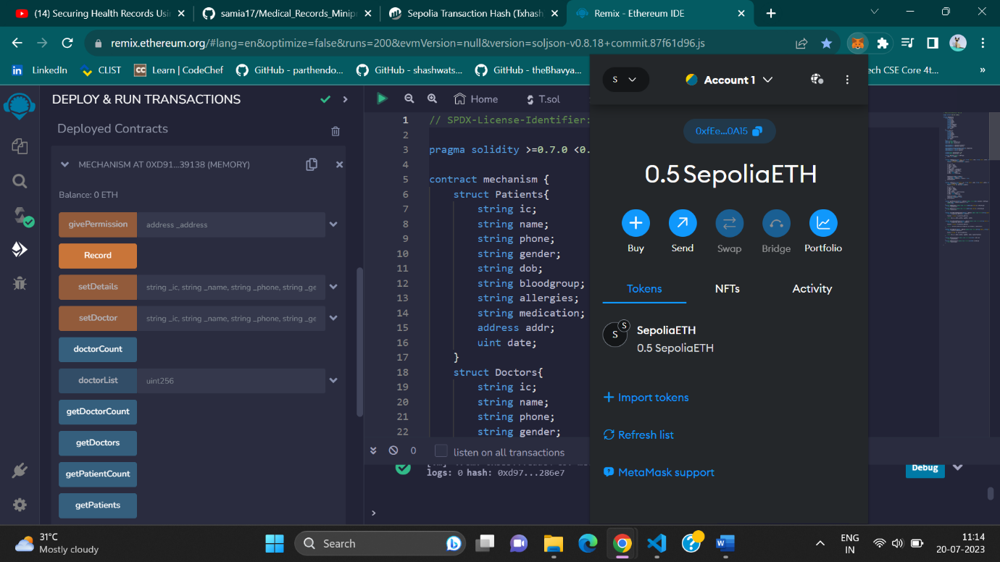 (14) Securing Health Records Usi
samia17/Medical_Records_Minip
Sepolia Transaction Hash (Txhash
Remix - Ethereum IDE
remix.ethereum.org/#lang=en&optimize=false&runs=200&evmVersion=null&version=soljson-v0.8.18+commit.87f61d96.js
LinkedIn
CLIST
Learn | CodeChef
GitHub - parthendo...
GitHub - shashwats...
GitHub - theBhavya...
ech CSE Core 4t...
»
DEPLOY & RUN TRANSACTIONS
Deployed Contracts
MECHANISM AT 0XD91...39138 (MEMORY)
Balance: 0 ETH
givePermission
address _address
Record
setDetails
string _ic, string _name, string _phone, string _ge
setDoctor
string _ic, string _name, string _phone, string _ge
doctorCount
doctorList
uint256
getDoctorCount
getDoctors
getPatientCount
getPatients
Home
T.sol
1 // SPDX-License-Identifier:
2
3 pragma solidity >=0.7.0 <0.
4
5 contract mechanism {
6 struct Patients{
7 string ic;
8 string name;
9 string phone;
10 string gender;
11 string dob;
12 string bloodgroup;
13 string allergies;
14 string medication;
15 address addr;
16 uint date;
17 }
18 struct Doctors{
19 string ic;
20 string name;
21 string phone;
22 string gender;
0
listen on all transactions
logs: 0 hash: 0xd97...286e7
Debug
>
S
Account 1
0xfEe...0A15
0.5 SepoliaETH
Buy
Send
Swap
Bridge
Portfolio
Tokens
NFTs
Activity
S
S
SepoliaETH
0.5 SepoliaETH
+ Import tokens
Refresh list
MetaMask support
31°C
Mostly cloudy
Search
ENG
IN
11:14
20-07-2023